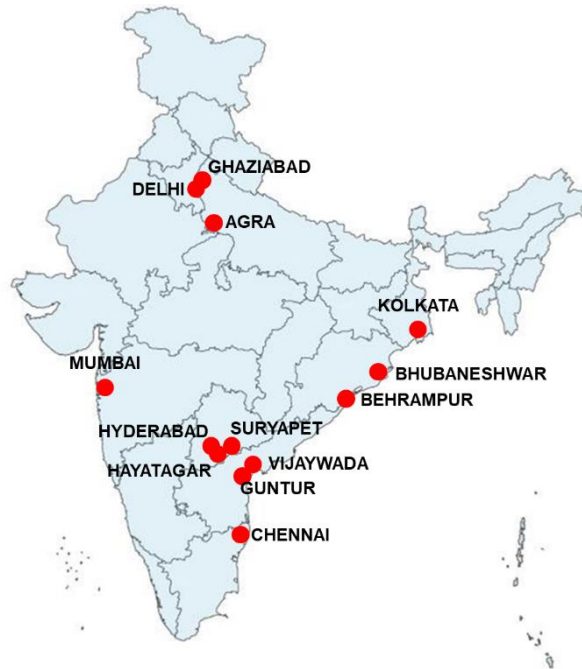 GHAZIABAD
DELHI
AGRA
KOLKATA
MUMBAI
BHUBANESHWAR
BEHRAMPUR
HYDERABAD
SURYAPET
HAYATAGAR
VIJAYWADA
GUNTUR
CHENNAI